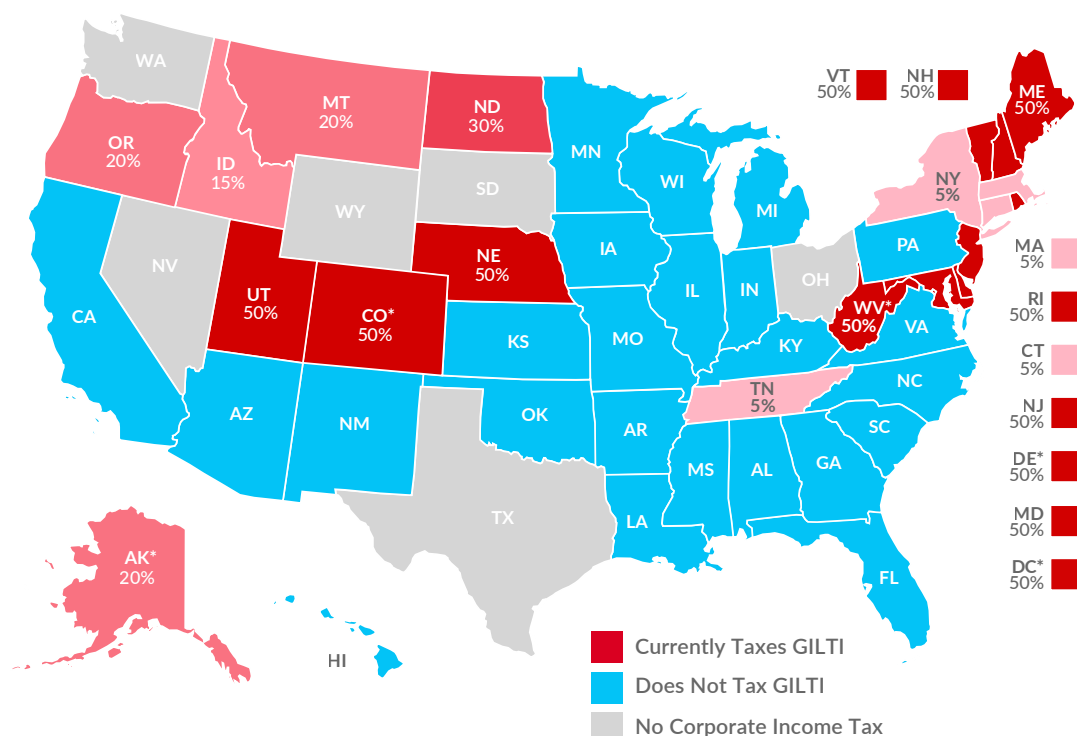 WA
MT
20%
ND
30%
VT
50%
NH
50%
ME
50%
OR
20%
ID
15%
MN
SD
WI
NY
5%
WY
MI
PA
MA
5%
IA
NE
50%
NV
OH
UT
50%
IL
IN
RI
50%
CO*
50%
WV*
50%
CA
VA
KS
MO
KY
CT
5%
NC
TN
5%
AZ
NM
OK
AR
SC
NJ
50%
MS
AL
GA
DE*
50%
TX
LA
MD
50%
AK*
20%
FL
DC*
50%
HI
Currently Taxes GILTI
Does Not Tax GILTI
No Corporate Income Tax